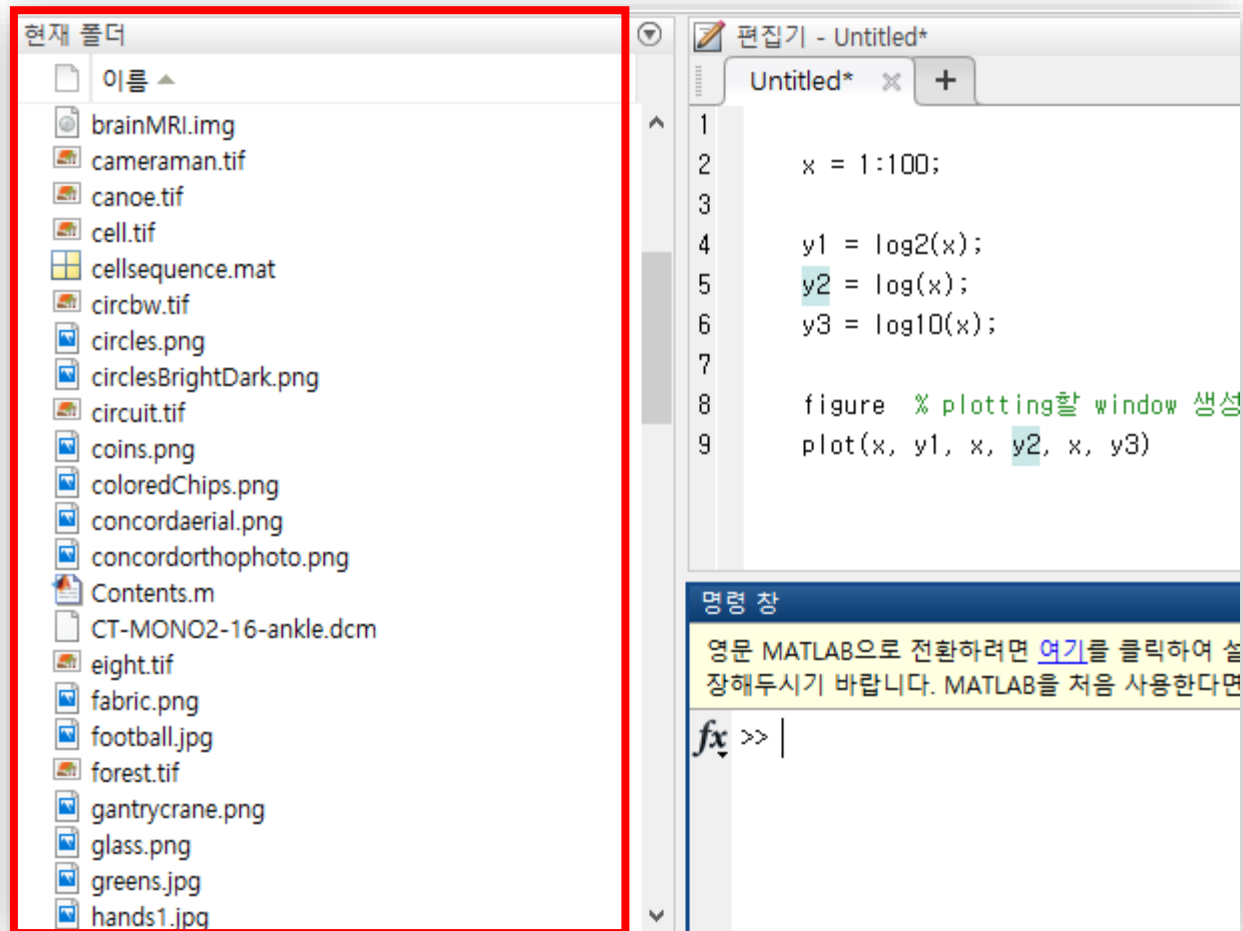 현재 폴더
이름
brainMRI.img
cameraman.tif
canoe.tif
cell.tif
cellsequence.mat
circbw.tif
circles.png
circlesBrightDark.png
circuit.tif
coins.png
coloredChips.png
concordaerial.png
concordorthophoto.png
Contents.m
CT-MONO2-16-ankle.dcm
eight.tif
fabric.png
football.jpg
forest.tif
gantrycrane.png
glass.png
greens.jpg
hands1.jpg
편집기 - Untitled*
Untitled*
1
2 x = 1:100;
3
4 y1 = log2(x);
5 y2 = log(x);
6 y3 = log10(x);
7
8 figure % plotting할 window 생성
9 plot(x, y1, x, y2, x, y3)
명령 창
영문 MATLAB으로 전환하려면 여기를 클릭하여 설
장해두시기 바랍니다. MATLAB을 처음 사용한다면
fx >>